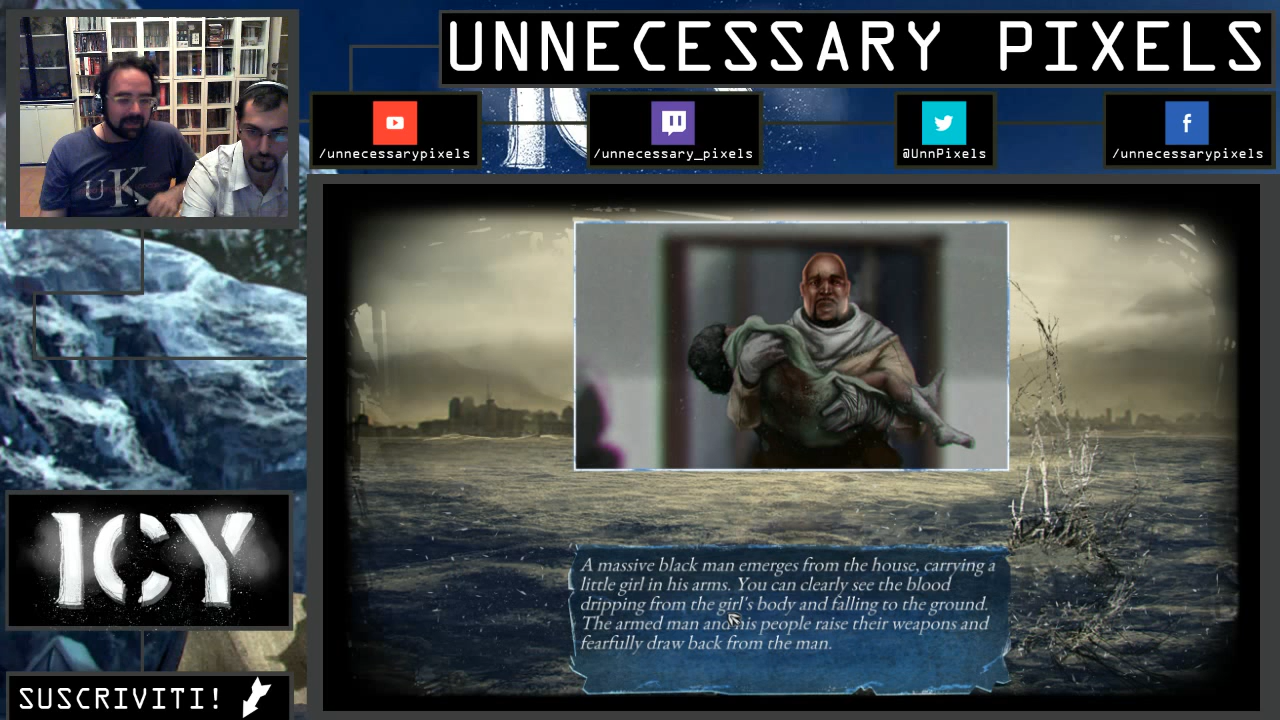 UNNECESSARY PIXELS
/unnecessarypixels
/unnecessary_pixels
@UnnPixels
/unnecessarypixels
UK
ICY
SUSCRIVITI!
A massive black man emerges from the house, carrying a
little girl in his arms. You can clearly see the blood
dripping from the girl's body and falling to the ground.
The armed man and his people raise their weapons and
fearfully draw back from the man.